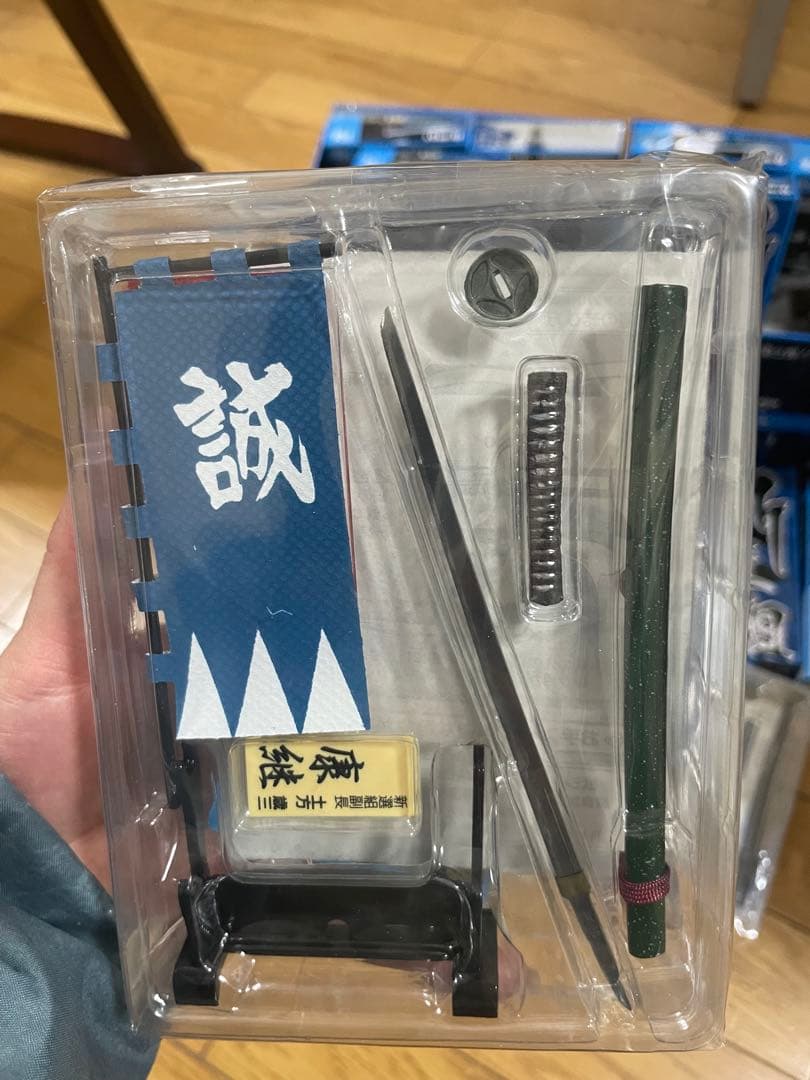 誠
康継
新選組副長 土方 歳三